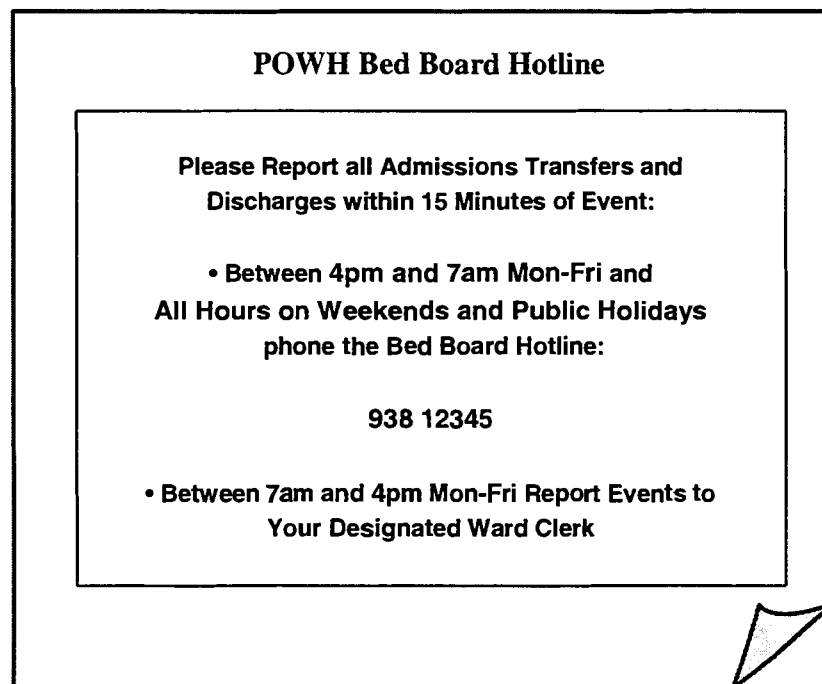 POWH Bed Board Hotline
Please Report all Admissions Transfers and
Discharges within 15 Minutes of Event:
• Between 4pm and 7am Mon-Fri and
All Hours on Weekends and Public Holidays
phone the Bed Board Hotline:
938 12345
• Between 7am and 4pm Mon-Fri Report Events to
Your Designated Ward Clerk